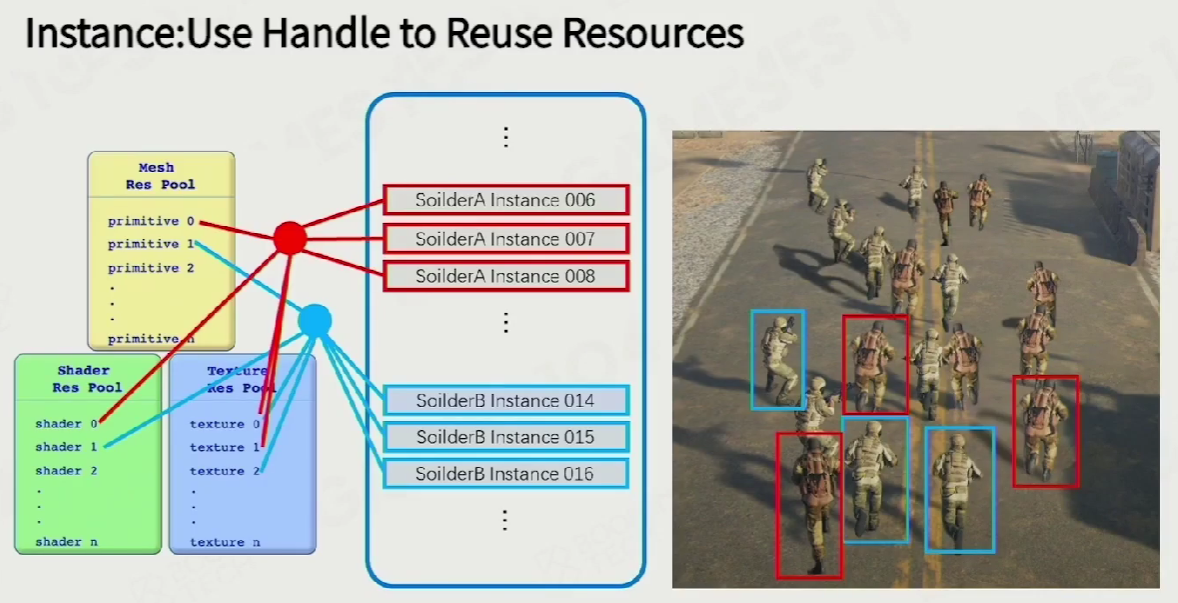 Instance:Use Handle to Reuse Resources
Mesh
Res Pool
primitive 0
primitive 1
primitive 2
.
.
.
primitive n
Shader
Res Pool
shader 0
shader 1
shader 2
.
.
.
shader n
Texture
Res Pool
texture 0
texture 1
texture 2
.
.
.
texture n
⋮
SoilderA Instance 006
SoilderA Instance 007
SoilderA Instance 008
⋮
SoilderB Instance 014
SoilderB Instance 015
SoilderB Instance 016
⋮